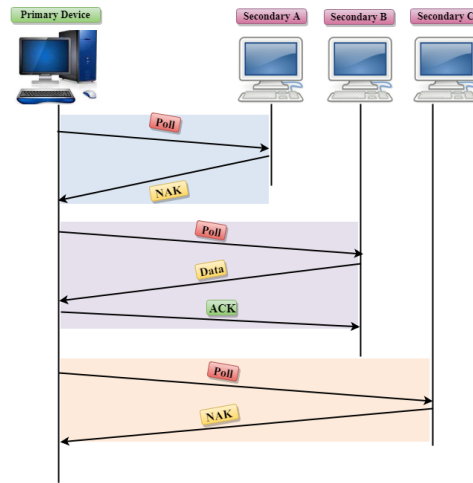 Primary Device
Secondary A
Secondary B
Secondary C
Poll
NAK
Poll
Data
ACK
Poll
NAK